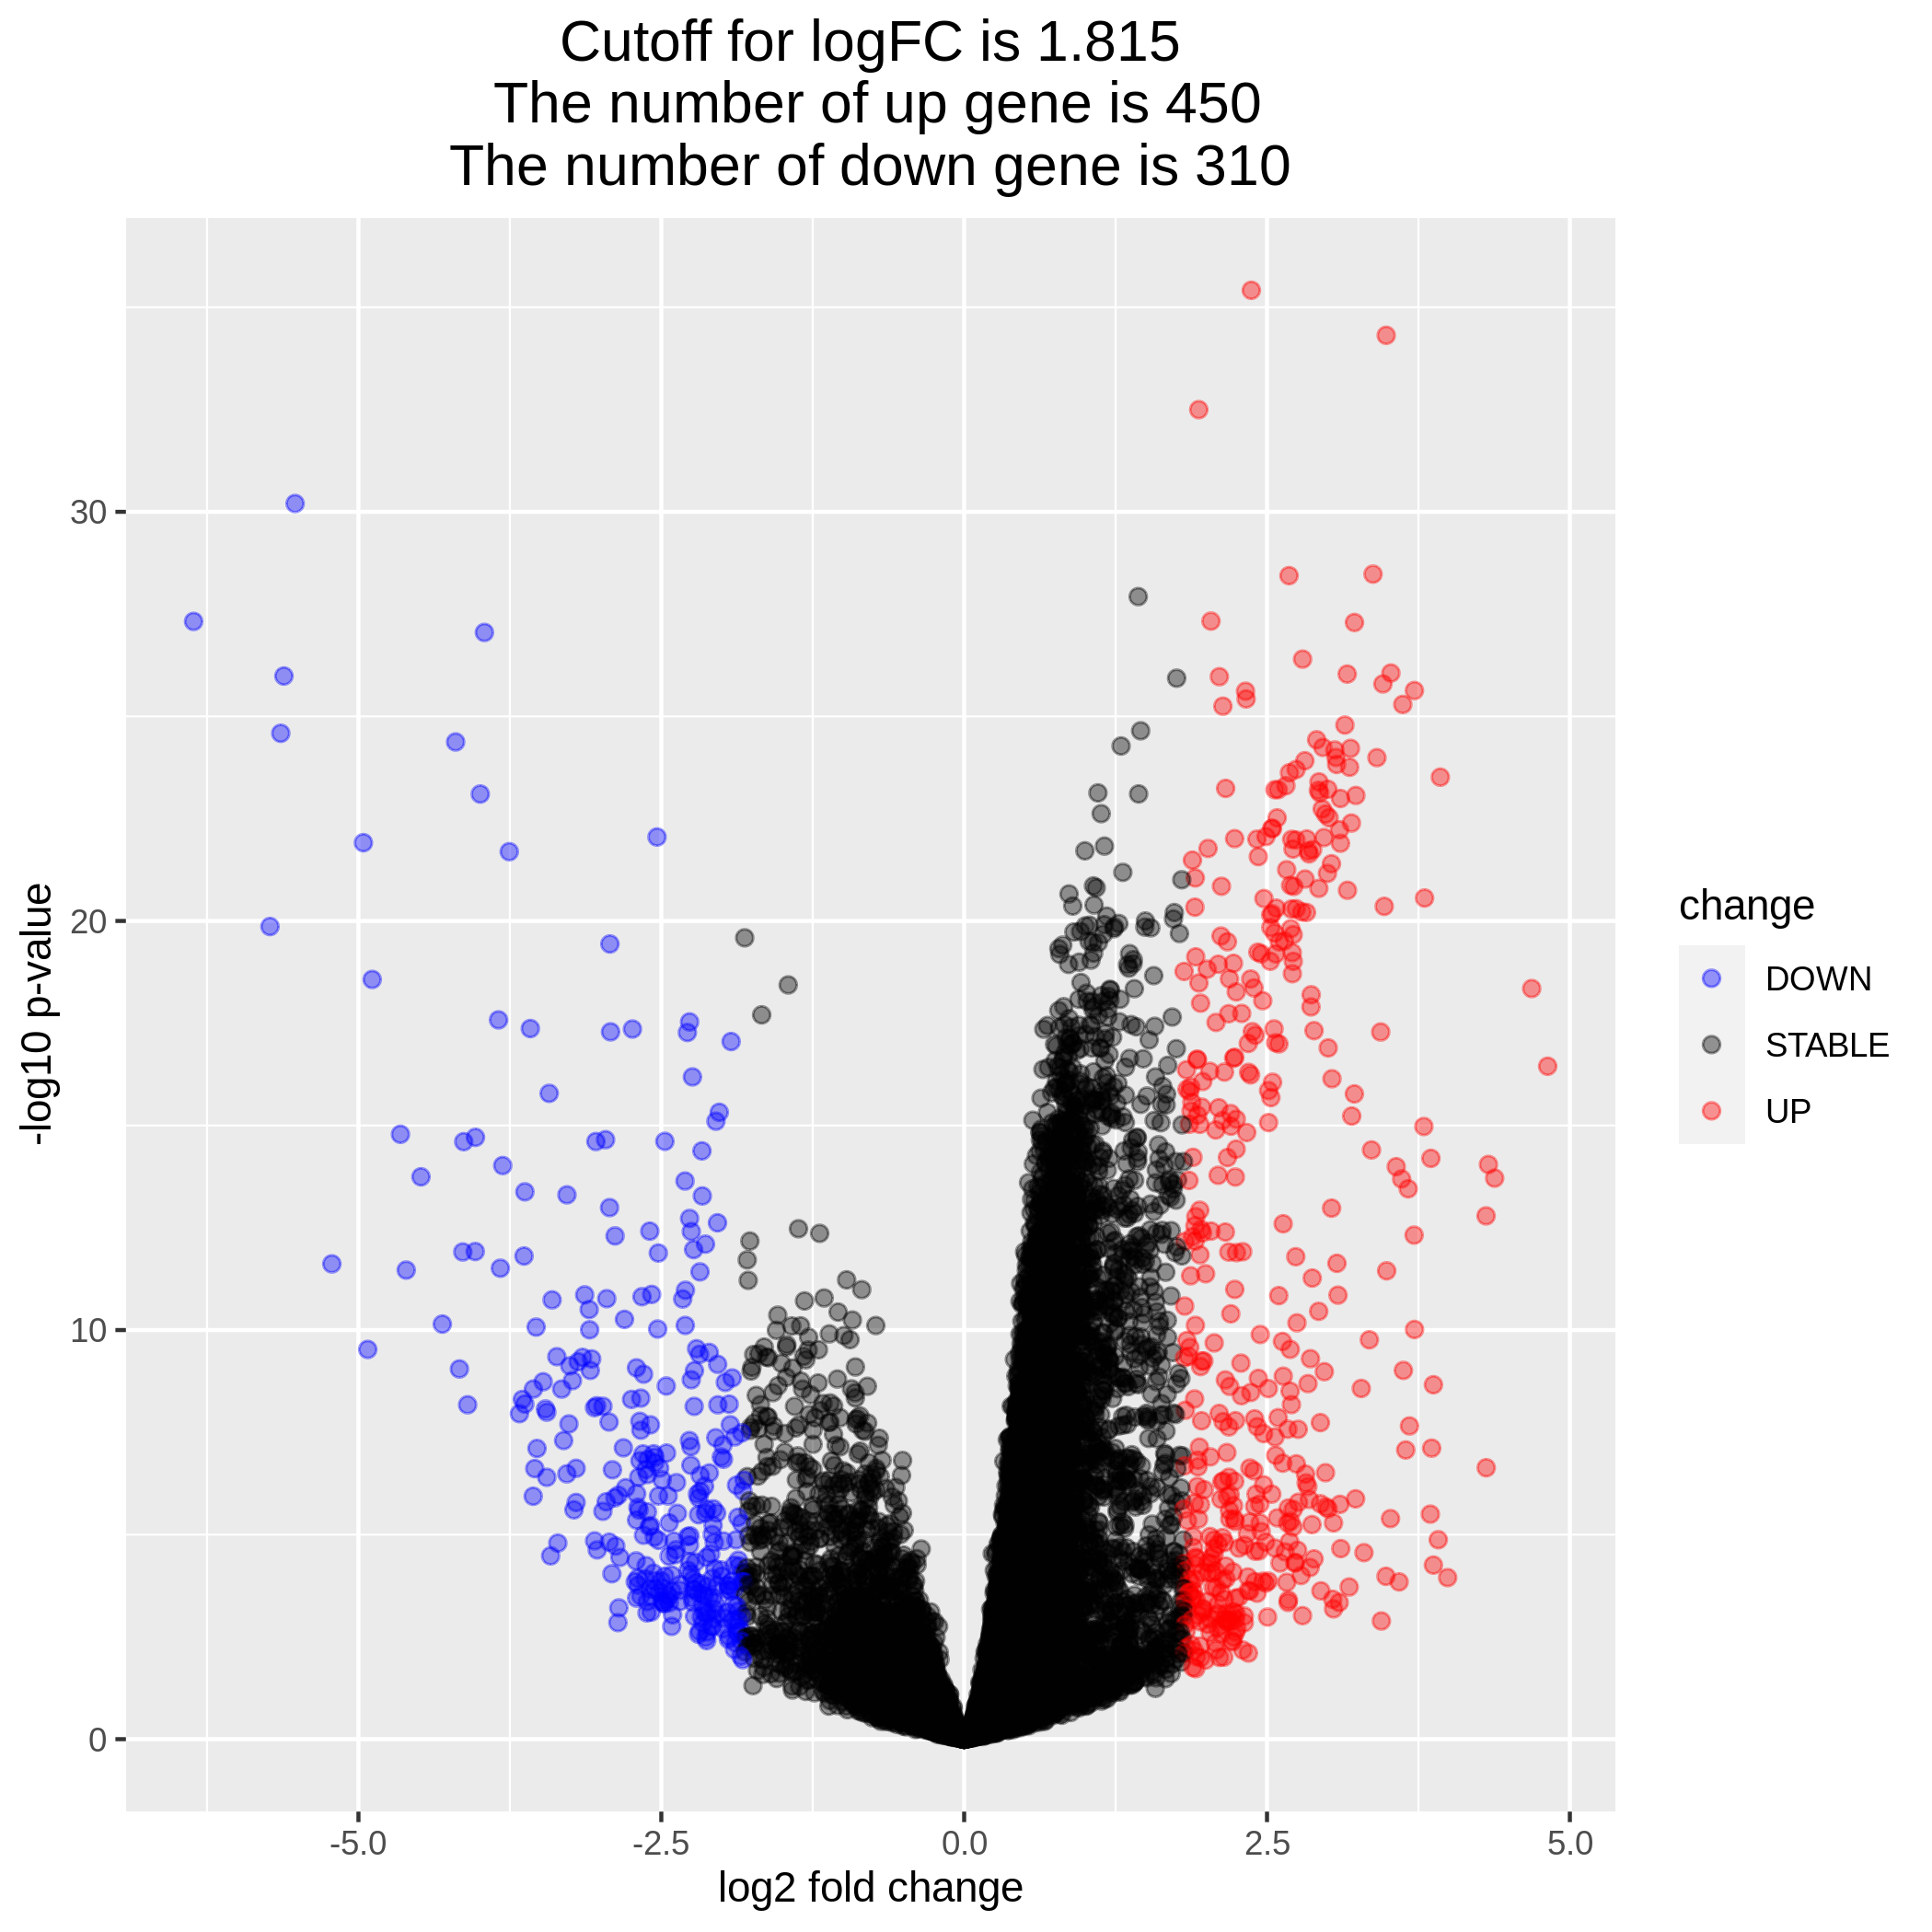 Cutoff for logFC is 1.815
The number of up gene is 450
The number of down gene is 310
-log10 p-value
30
20
10
0
-5.0
-2.5
0.0
2.5
5.0
log2 fold change
change
DOWN
STABLE
UP